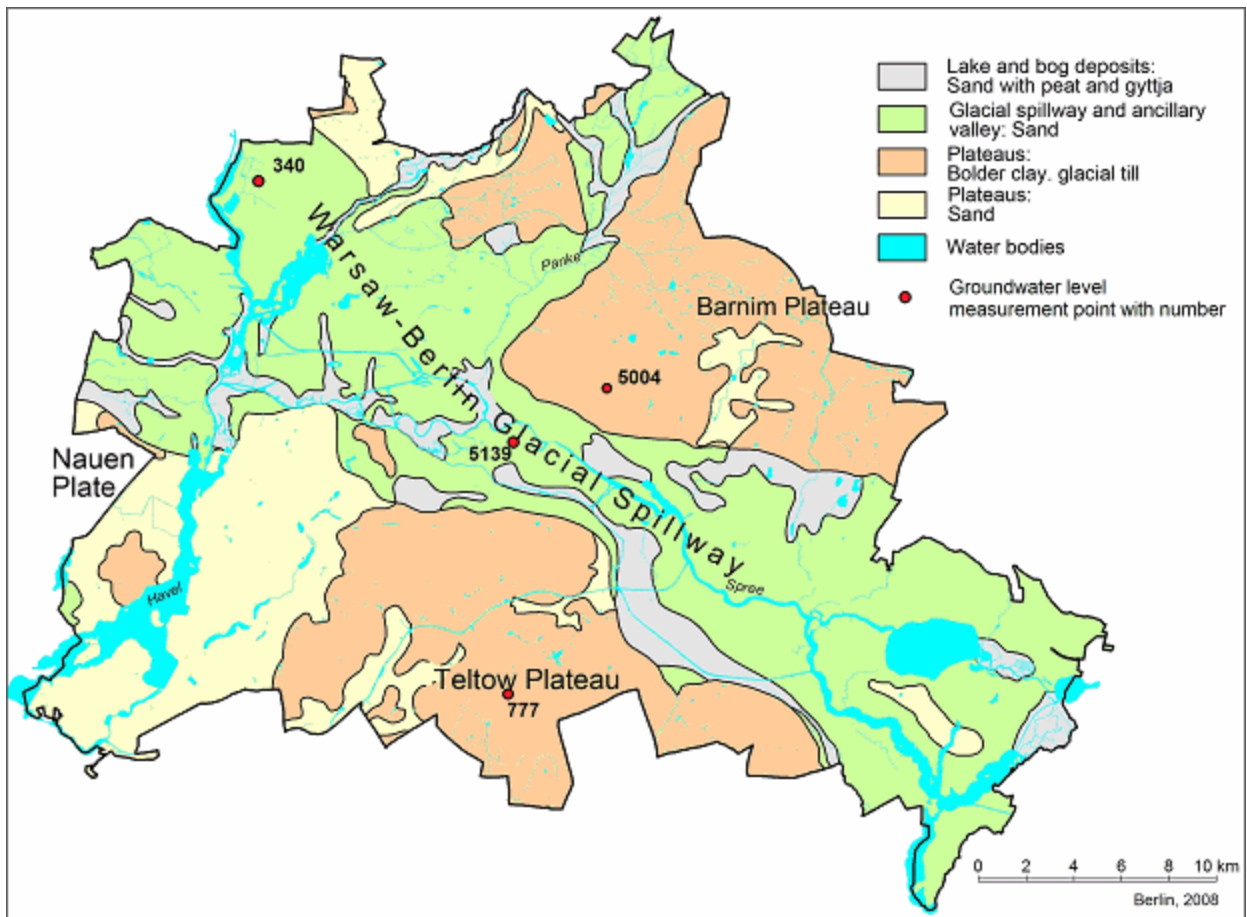 Lake and bog deposits:
Sand with peat and gyttja
Glacial spillway and ancillary
valley: Sand
Plateaus:
Bolder clay. glacial till
Plateaus:
Sand
Water bodies
Groundwater level
measurement point with number
340
Warsaw-Berlin Glacial Spillway
Panke
Barnim Plateau
5004
5139
Nauen
Plate
Havel
Spree
Teltow Plateau
777
0 2 4 6 8 10 km
Berlin, 2008